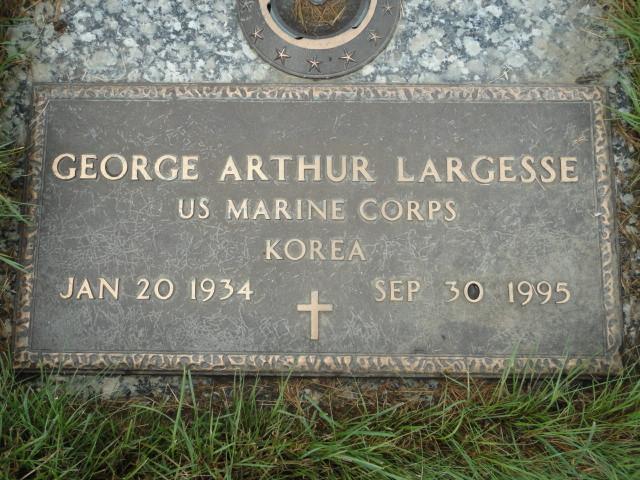 GEORGE ARTHUR LARGESSE
US MARINE CORPS
KOREA
JAN 20 1934 SEP 30 1995